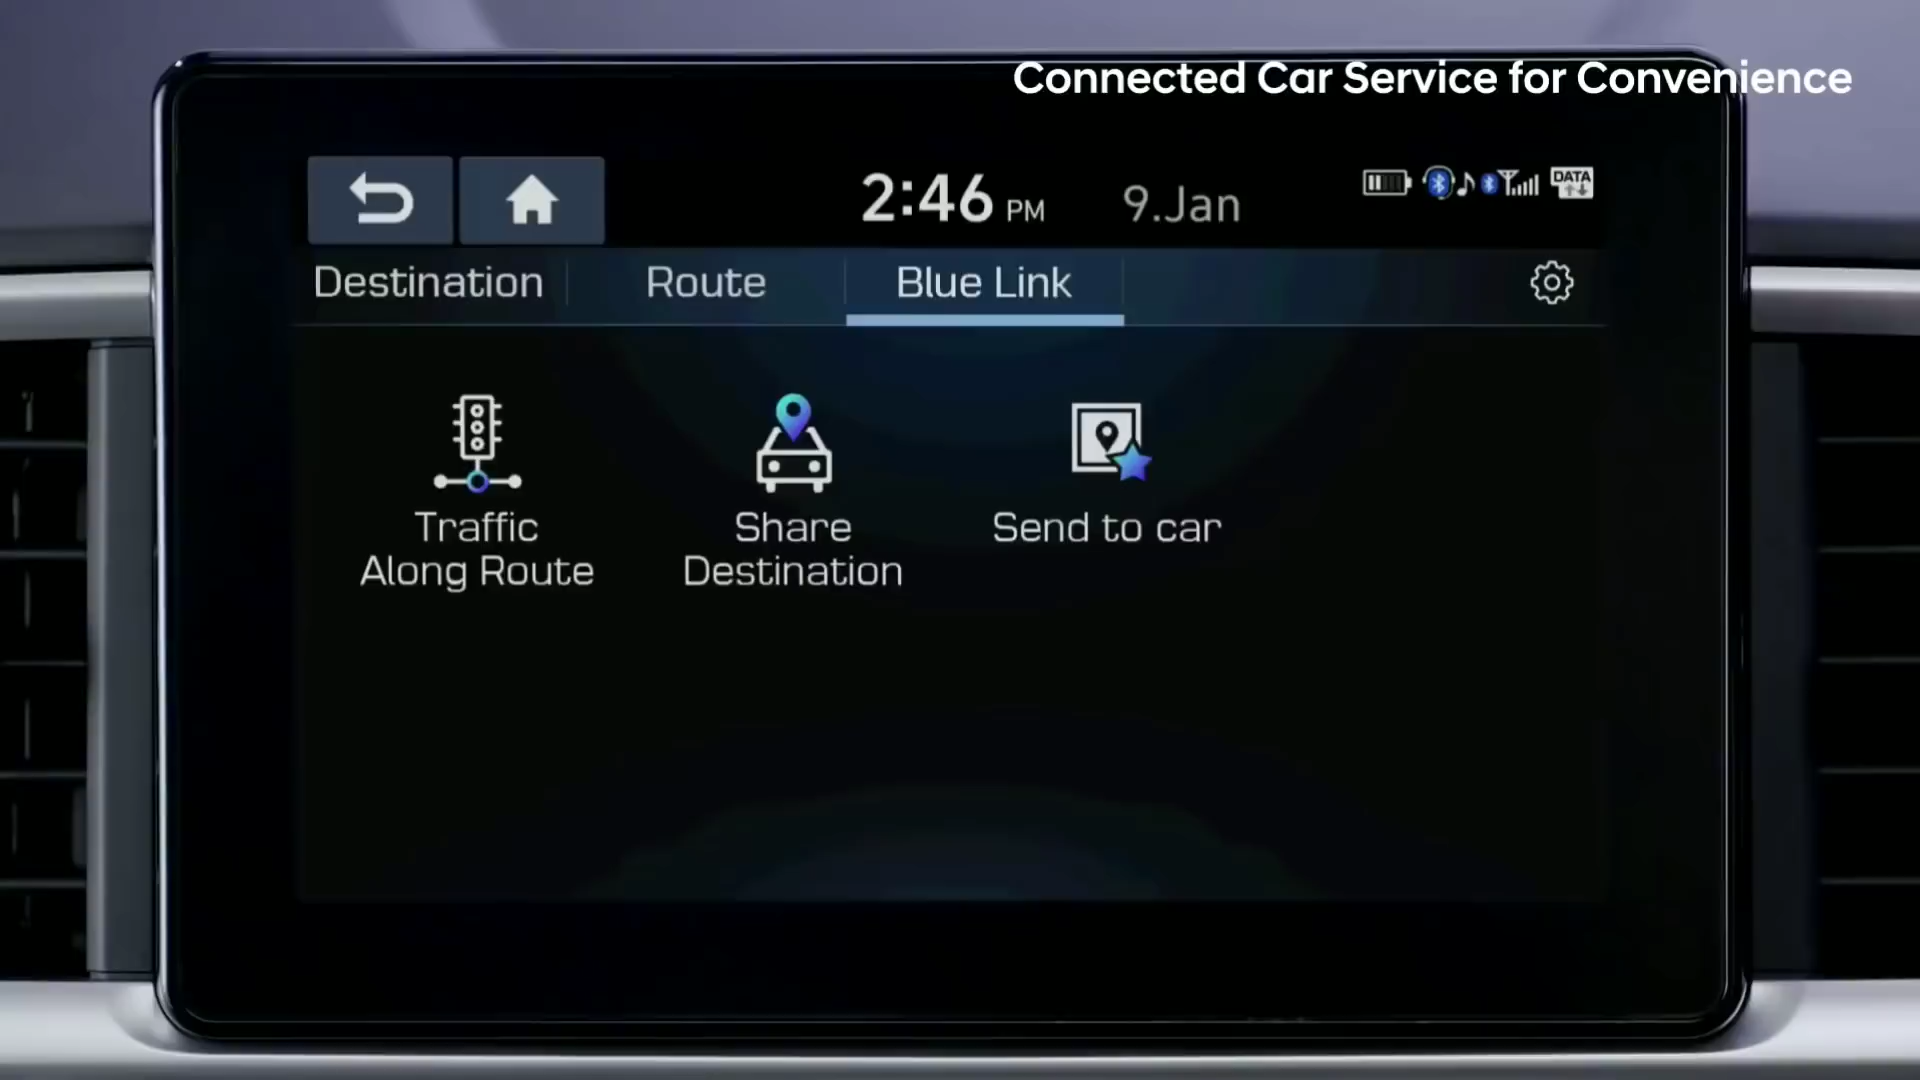 Connected Car Service for Convenience
2:46 PM 9.Jan
DATA
Destination Route Blue Link
Traffic
Along Route
Share
Destination
Send to car